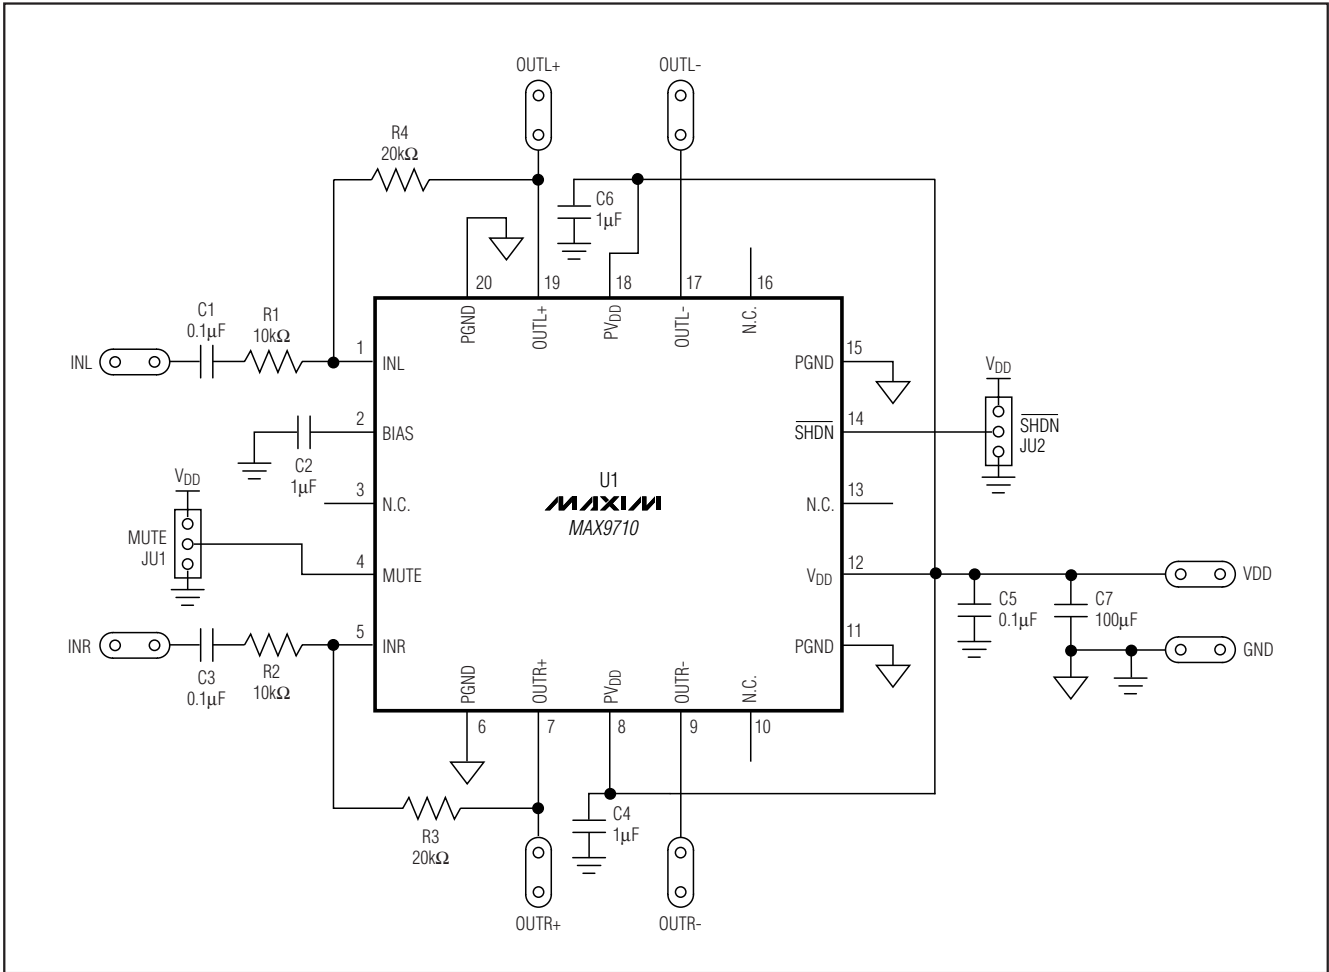 OUTL+
OUTL-
R4
20kΩ
C6
1µF
20
19
18
17
16
PGND
OUTL+
PVDD
OUTL-
N.C.
C1
0.1µF
R1
10kΩ
INL
1
INL
15
PGND
VDD
2
BIAS
14
SHDN
SHDN
JU2
C2
1µF
VDD
3
N.C.
U1
MAXIM
MAX9710
13
N.C.
MUTE
JU1
4
MUTE
12
VDD
VDD
C5
0.1µF
C7
100µF
INR
5
INR
11
PGND
GND
C3
0.1µF
R2
10kΩ
PGND
OUTR+
PVDD
OUTR-
N.C.
6
7
8
9
10
R3
20kΩ
C4
1µF
OUTR+
OUTR-